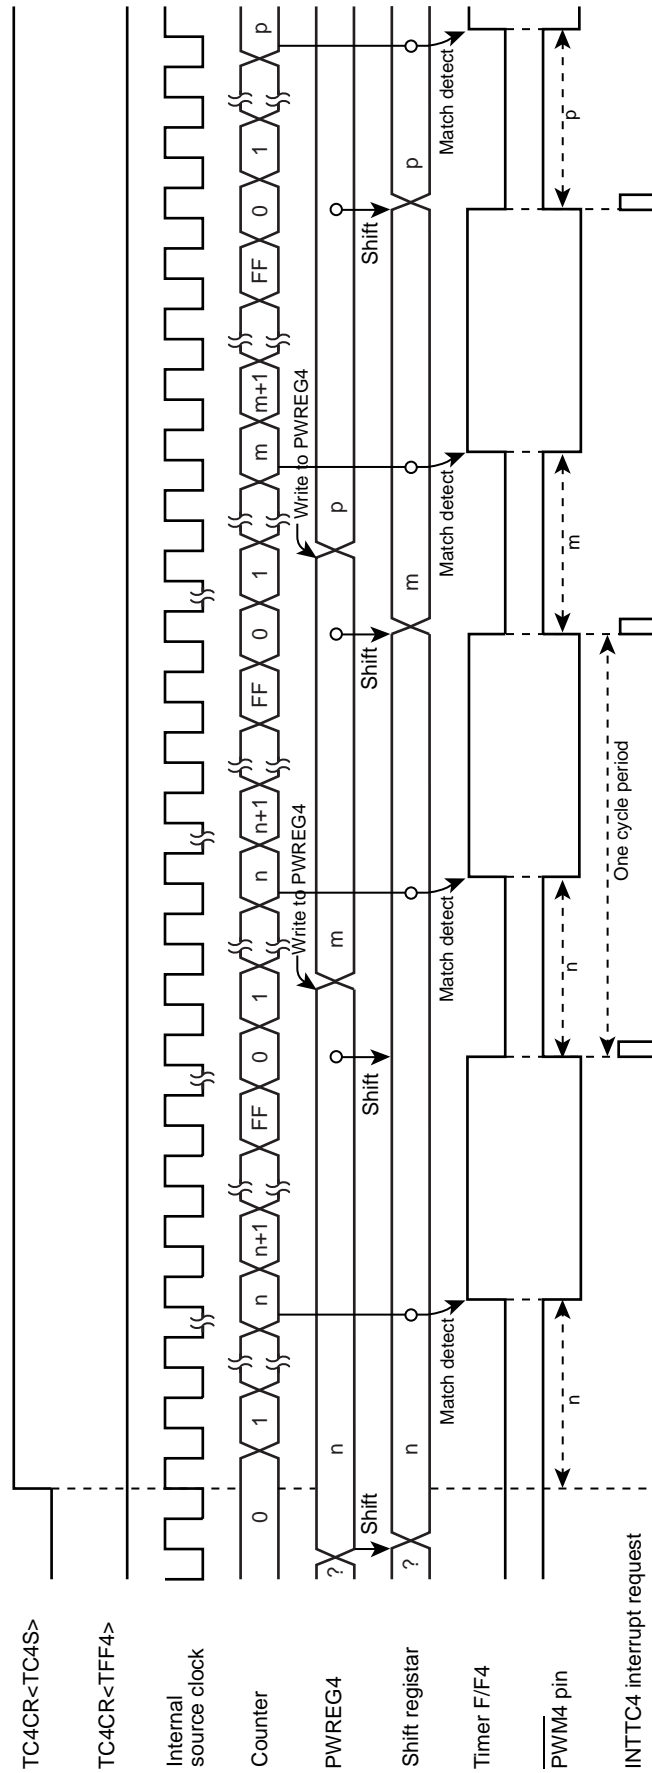 TC4CR<TC4S>
TC4CR<TFF4>
Internal
source clock
Counter
0
1
n
n+1
FF
0
1
n
n+1
FF
0
1
m
m+1
FF
0
1
p
PWREG4
?
n
Write to PWREG4
m
Write to PWREG4
p
Shift
Shift
Shift
Shift
Shift registar
?
n
m
p
Match detect
Match detect
Match detect
Match detect
Timer F/F4
PWM4 pin
n
n
m
p
One cycle period
INTTC4 interrupt request